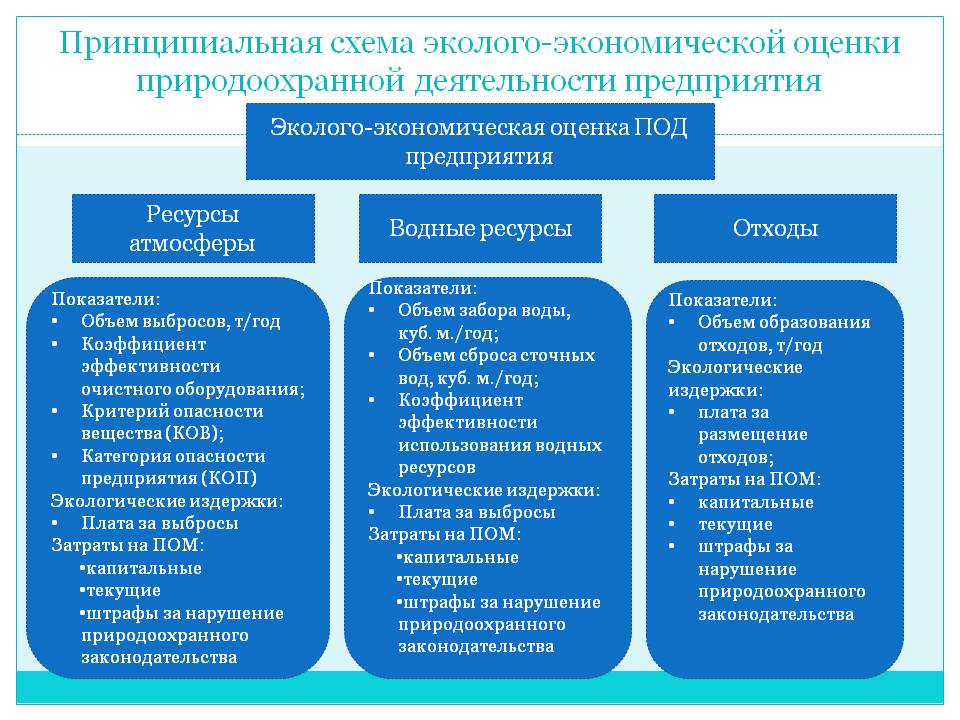 Принципиальная схема эколого-экономической оценки
природоохранной деятельности предприятия
Эколого-экономическая оценка ПОД
предприятия
Ресурсы
атмосферы
Водные ресурсы
Отходы
Показатели:
• Объем выбросов, т/год
• Коэффициент
эффективности
очистного оборудования;
• Критерий опасности
вещества (КОВ);
• Категория опасности
предприятия (КОП)
Экологические издержки:
• Плата за выбросы
Затраты на ПОМ:
•капитальные
•текущие
•штрафы за нарушение
природоохранного
законодательства
Показатели:
• Объем забора воды,
куб. м./год;
• Объем сброса сточных
вод, куб. м./год;
• Коэффициент
эффективности
использования водных
ресурсов
Экологические издержки:
• Плата за выбросы
Затраты на ПОМ:
•капитальные
•текущие
•штрафы за нарушение
природоохранного
законодательства
Показатели:
• Объем образования
отходов, т/год
Экологические
издержки:
• плата за
размещение
отходов;
Затраты на ПОМ:
• капитальные
• текущие
• штрафы за
нарушение
природоохранного
законодательства